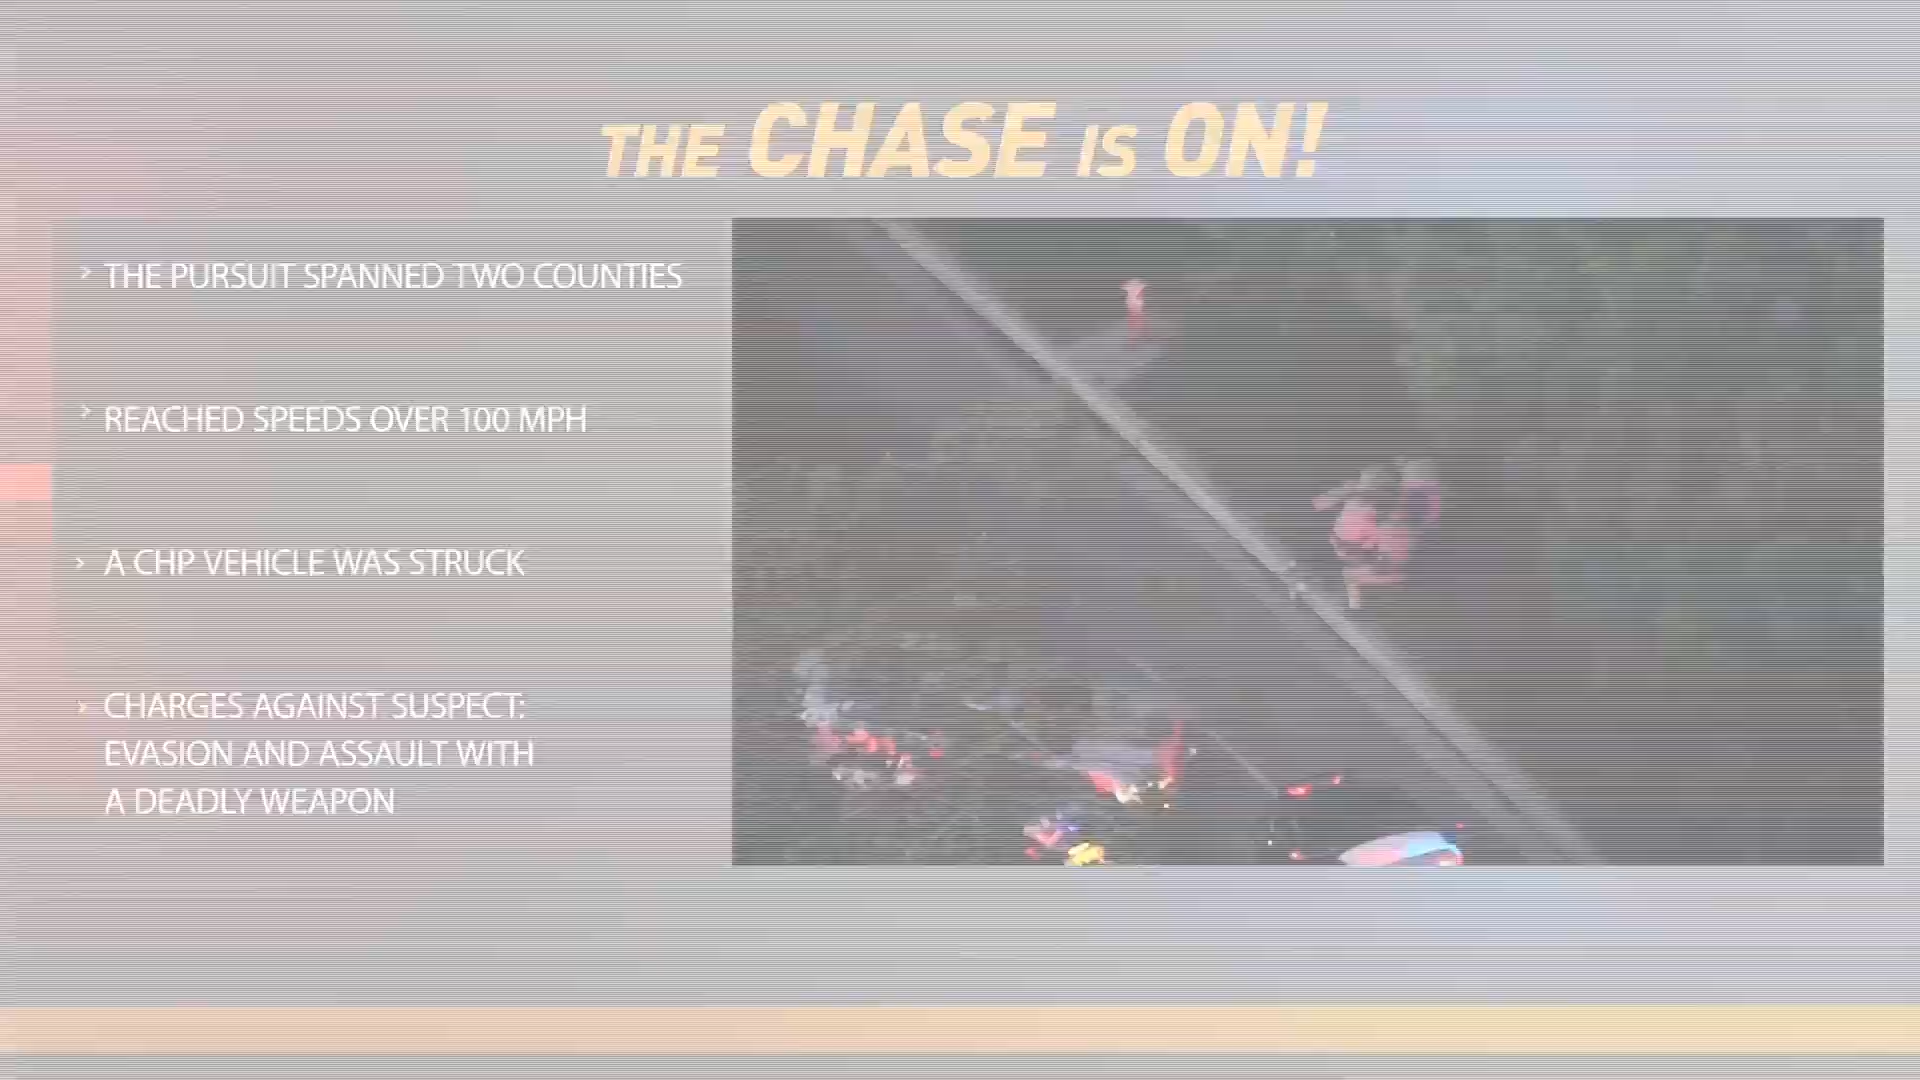 THE CHASE IS ON!
> THE PURSUIT SPANNED TWO COUNTIES
> REACHED SPEEDS OVER 100 MPH
> A CHP VEHICLE WAS STRUCK
> CHARGES AGAINST SUSPECT:
EVASION AND ASSAULT WITH
A DEADLY WEAPON